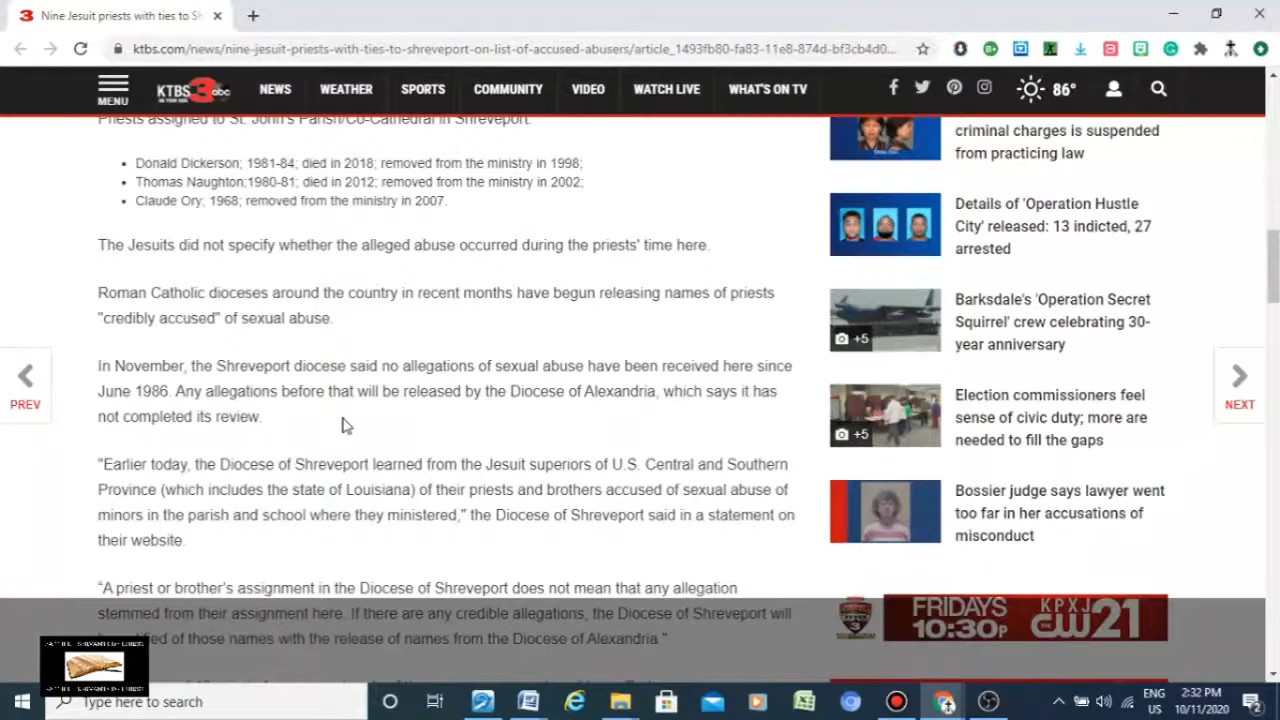 Nine Jesuit priests with ties to Sh
ktbs.com/news/nine-jesuit-priests-with-ties-to-shreveport-on-list-of-accused-abusers/article_1493fb80-fa83-11e8-874d-bf3cb4d0...
MENU
KTBS 3 abc
NEWS
WEATHER
SPORTS
COMMUNITY
VIDEO
WATCH LIVE
WHAT'S ON TV
86°
Priests assigned to St. John's Parish/Co-Cathedral in Shreveport:
• Donald Dickerson; 1981-84; died in 2018; removed from the ministry in 1998;
• Thomas Naughton;1980-81; died in 2012; removed from the ministry in 2002;
• Claude Ory; 1968; removed from the ministry in 2007.
The Jesuits did not specify whether the alleged abuse occurred during the priests' time here.
Roman Catholic dioceses around the country in recent months have begun releasing names of priests
"credibly accused" of sexual abuse.
In November, the Shreveport diocese said no allegations of sexual abuse have been received here since
June 1986. Any allegations before that will be released by the Diocese of Alexandria, which says it has
not completed its review.
"Earlier today, the Diocese of Shreveport learned from the Jesuit superiors of U.S. Central and Southern
Province (which includes the state of Louisiana) of their priests and brothers accused of sexual abuse of
minors in the parish and school where they ministered," the Diocese of Shreveport said in a statement on
their website.
“A priest or brother's assignment in the Diocese of Shreveport does not mean that any allegation
stemmed from their assignment here. If there are any credible allegations, the Diocese of Shreveport will
of those names with the release of names from the Diocese of Alexandria."
PREV
NEXT
criminal charges is suspended
from practicing law
Details of 'Operation Hustle
City' released: 13 indicted, 27
arrested
+5
Barksdale's 'Operation Secret
Squirrel' crew celebrating 30-
year anniversary
+5
Election commissioners feel
sense of civic duty; more are
needed to fill the gaps
Bossier judge says lawyer went
too far in her accusations of
misconduct
FRIDAYS
10:30P
KPXJ
THE CW21
Type here to search
ENG
US
2:32 PM
10/11/2020
2